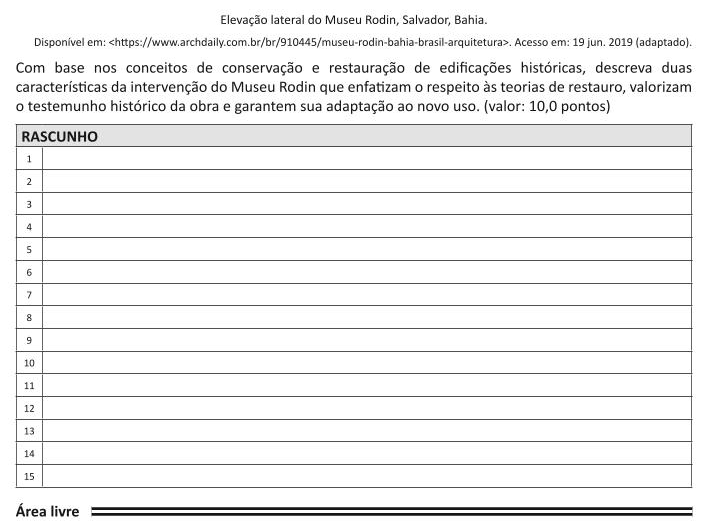 Elevação lateral do Museu Rodin, Salvador, Bahia.
Disponível em: <https://www.archdaily.com.br/br/910445/museu-rodin-bahia-brasil-arquitetura>. Acesso em: 19 jun. 2019 (adaptado).
Com base nos conceitos de conservação e restauração de edificações históricas, descreva duas
características da intervenção do Museu Rodin que enfatizam o respeito às teorias de restauro, valorizam
o testemunho histórico da obra e garantem sua adaptação ao novo uso. (valor: 10,0 pontos)
RASCUNHO
1
2
3
4
5
6
7
8
9
10
11
12
13
14
15
Área livre